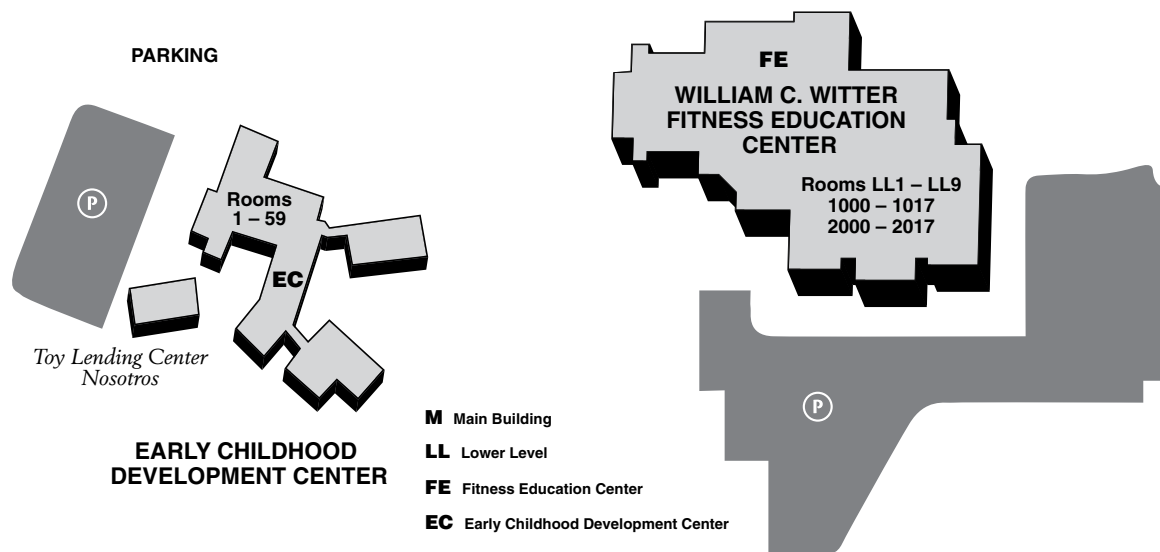 PARKING
P
Rooms
1 – 59
EC
Toy Lending Center
Nosotros
EARLY CHILDHOOD
DEVELOPMENT CENTER
FE
WILLIAM C. WITTER
FITNESS EDUCATION
CENTER
Rooms LL1 – LL9
1000 – 1017
2000 – 2017
P
M Main Building
LL Lower Level
FE Fitness Education Center
EC Early Childhood Development Center